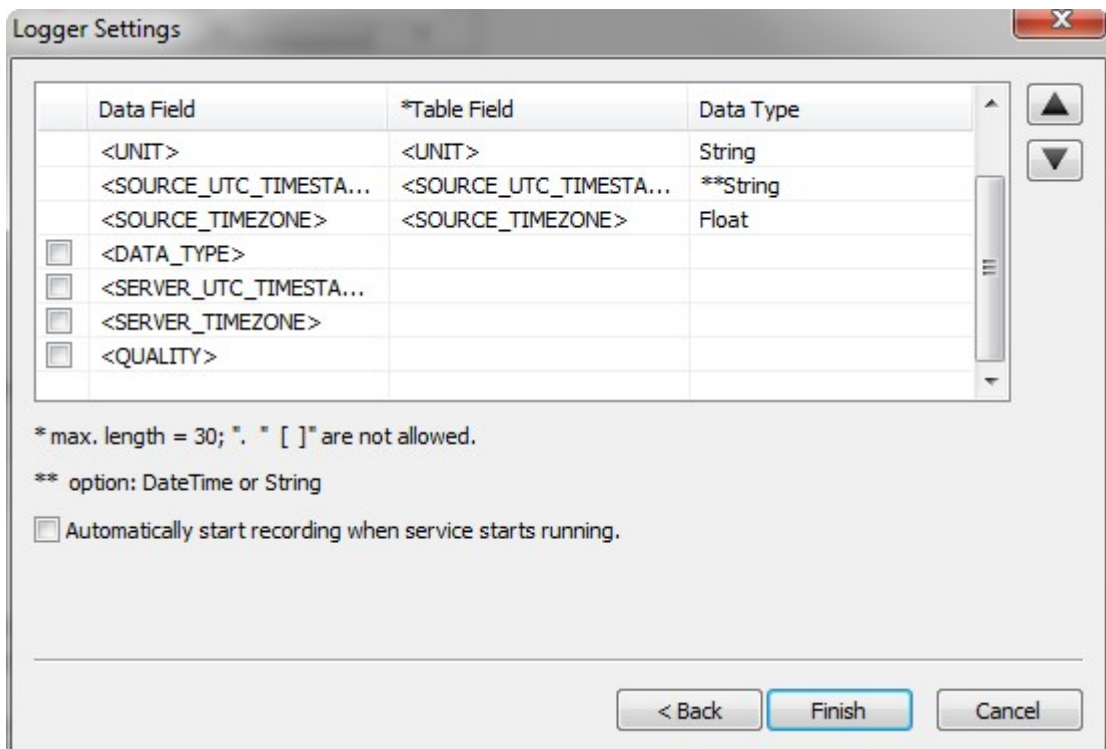 Logger Settings
Data Field *Table Field Data Type
<UNIT> <UNIT> String
<SOURCE_UTC_TIMESTA... <SOURCE_UTC_TIMESTA... **String
<SOURCE_TIMEZONE> <SOURCE_TIMEZONE> Float
<DATA_TYPE>
<SERVER_UTC_TIMESTA...
<SERVER_TIMEZONE>
<QUALITY>
* max. length = 30; ". " [ ]" are not allowed.
** option: DateTime or String
Automatically start recording when service starts running.
< Back Finish Cancel